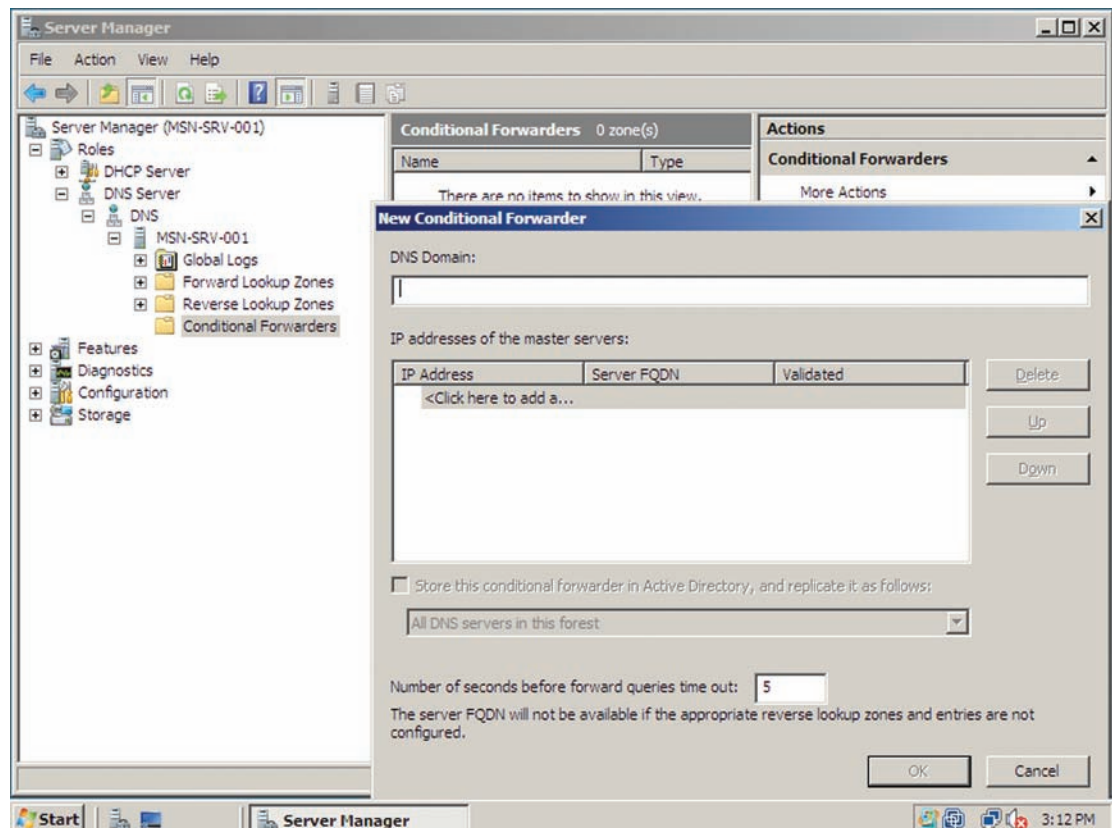 Server Manager
File Action View Help
Server Manager (MSN-SRV-001)
Roles
DHCP Server
DNS Server
DNS
MSN-SRV-001
Global Logs
Forward Lookup Zones
Reverse Lookup Zones
Conditional Forwarders
Features
Diagnostics
Configuration
Storage
Conditional Forwarders 0 zone(s)
Name Type
There are no items to show in this view.
Actions
Conditional Forwarders
More Actions
New Conditional Forwarder
DNS Domain:
IP addresses of the master servers:
IP Address Server FQDN Validated
<Click here to add a...
Delete
Up
Down
Store this conditional forwarder in Active Directory, and replicate it as follows:
All DNS servers in this forest
Number of seconds before forward queries time out: 5
The server FQDN will not be available if the appropriate reverse lookup zones and entries are not
configured.
OK Cancel
Start Server Manager 3:12 PM